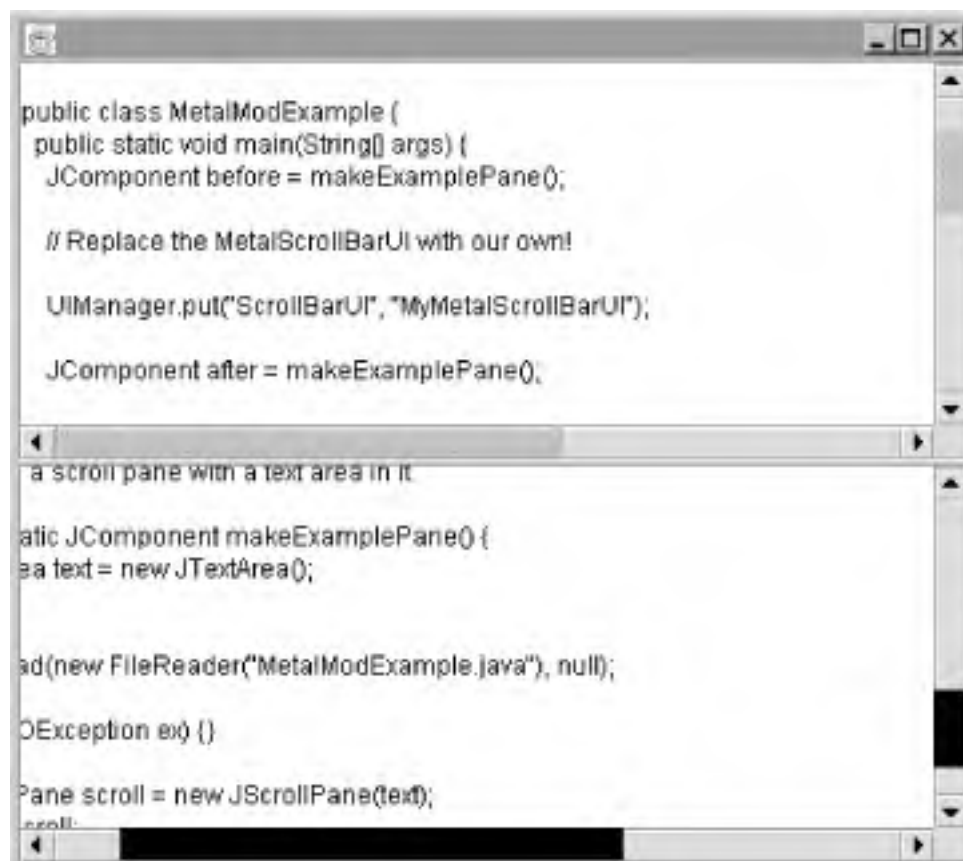 public class MetalModExample {
public static void main(String[] args) {
JComponent before = makeExamplePane();
// Replace the MetalScrollBarUI with our own!
UIManager.put("ScrollBarUI", "MyMetalScrollBarUI");
JComponent after = makeExamplePane();
a scroll pane with a text area in it
atic JComponent makeExamplePane() {
ea text = new JTextArea();
ad(new FileReader("MetalModExample.java"), null);
OException ex) {}
Pane scroll = new JScrollPane(text);
scroll;